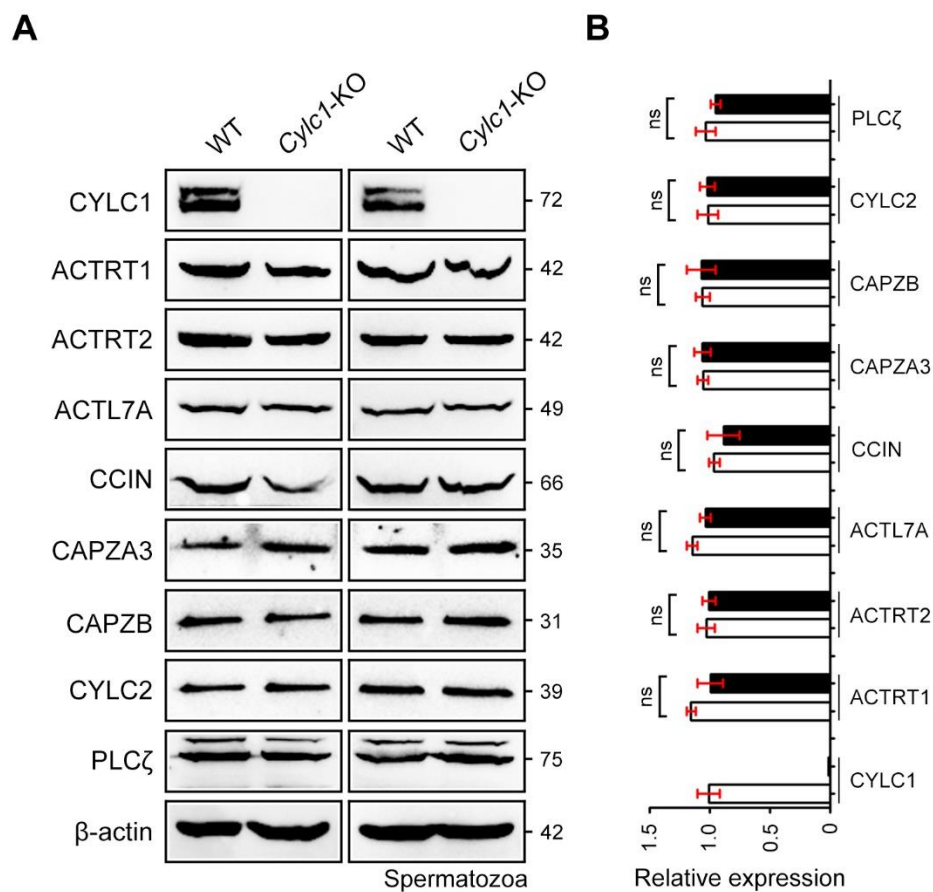 A
WT
Cylc1-KO
WT
Cylc1-KO
CYLC1
72
ACTRT1
42
ACTRT2
42
ACTL7A
49
CCIN
66
CAPZA3
35
CAPZB
31
CYLC2
39
PLCζ
75
β-actin
42
Spermatozoa
B
ns
PLCζ
ns
CYLC2
ns
CAPZB
ns
CAPZA3
ns
CCIN
ns
ACTL7A
ns
ACTRT2
ns
ACTRT1
CYLC1
1.5
1.0
0.5
0
Relative expression